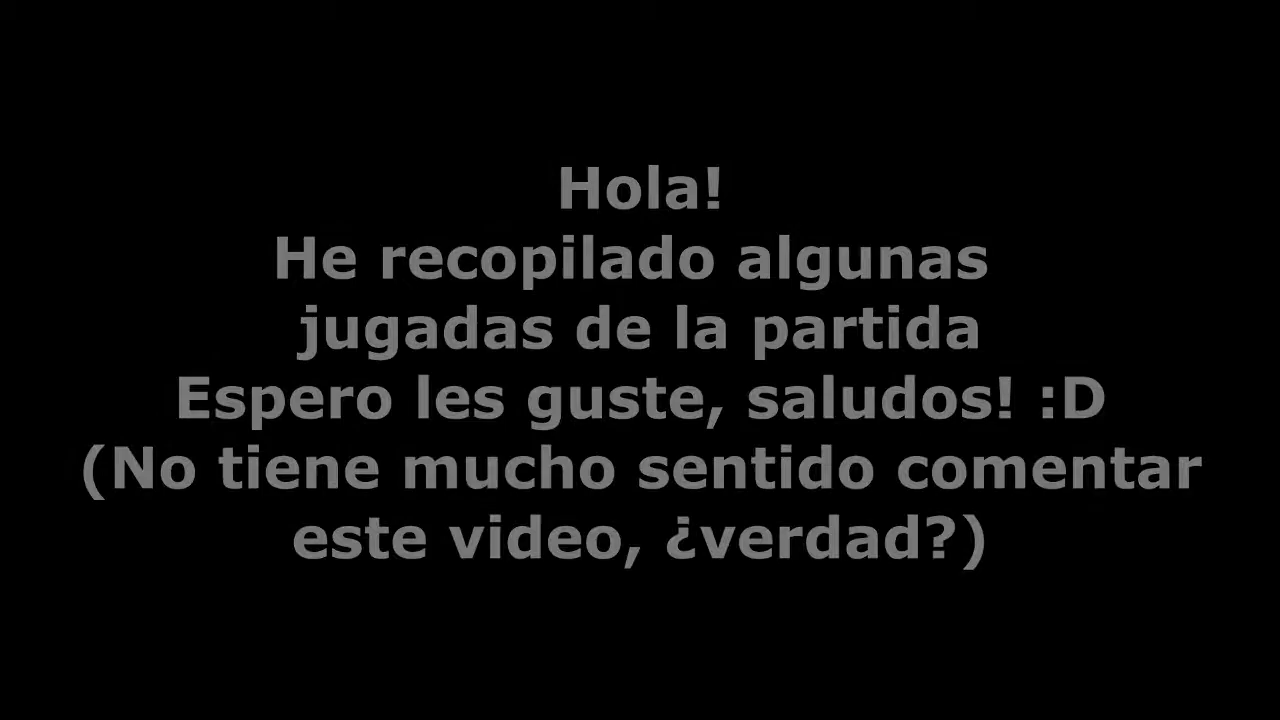 Hola!
He recopilado algunas
jugadas de la partida
Espero les guste, saludos! :D
(No tiene mucho sentido comentar
este video, ¿verdad?)